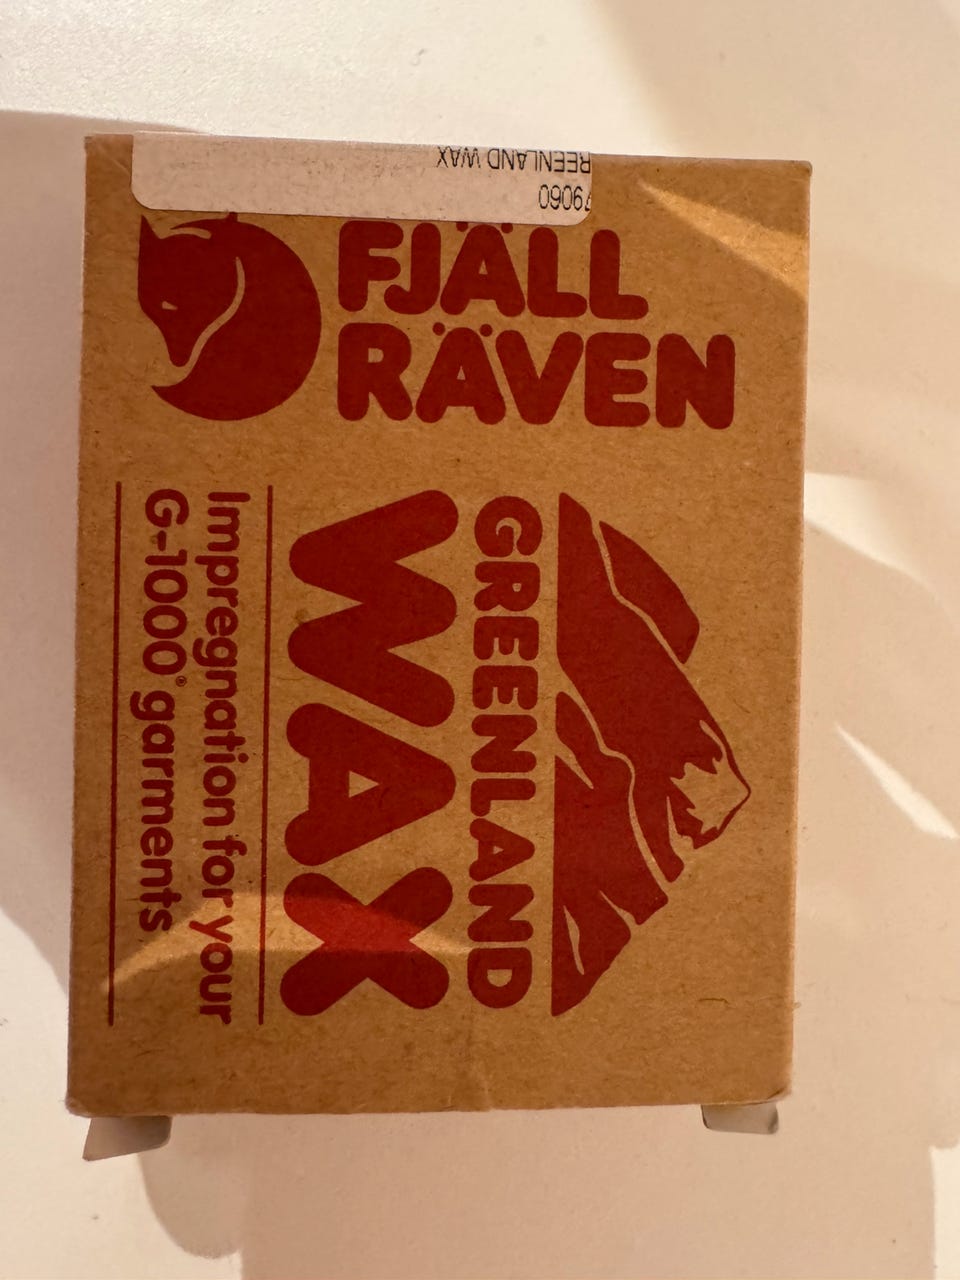 REENLAND WAX
79060
FJÄLL
RÄVEN
GREENLAND
WAX
Impregnation for your
G-1000® garments